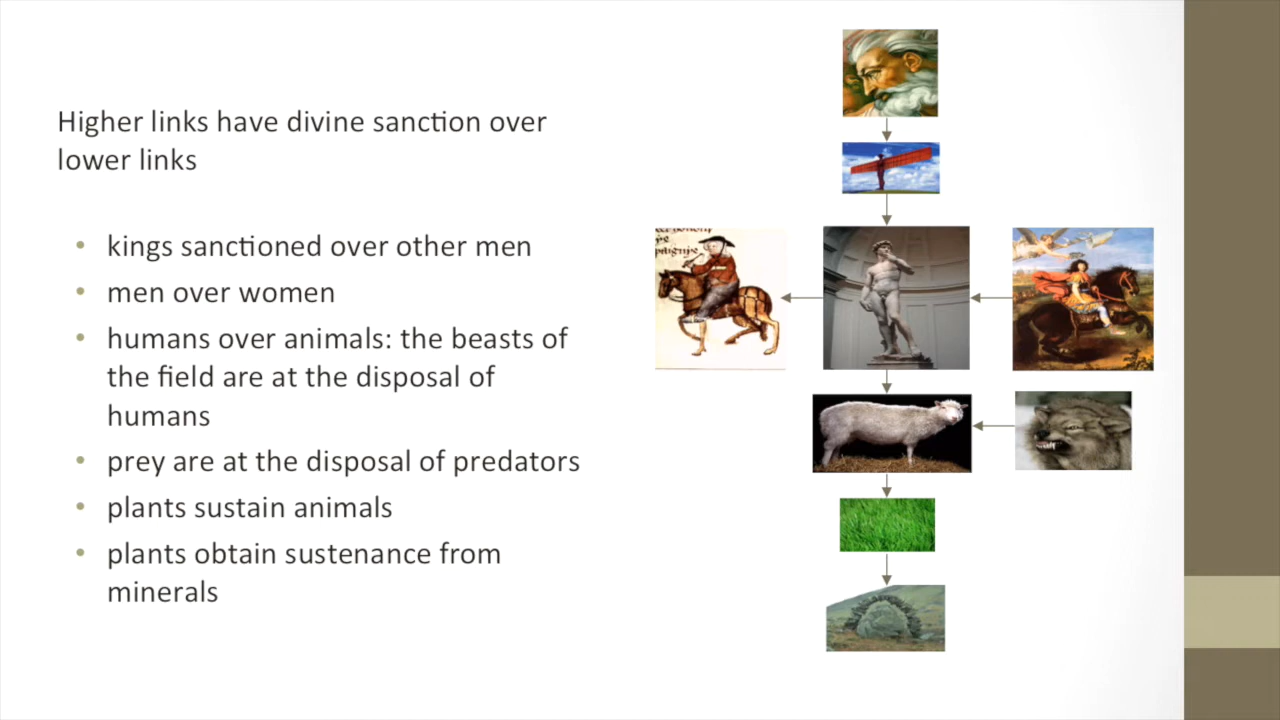 Higher links have divine sanction over
lower links
• kings sanctioned over other men
• men over women
• humans over animals: the beasts of
the field are at the disposal of
humans
• prey are at the disposal of predators
• plants sustain animals
• plants obtain sustenance from
minerals